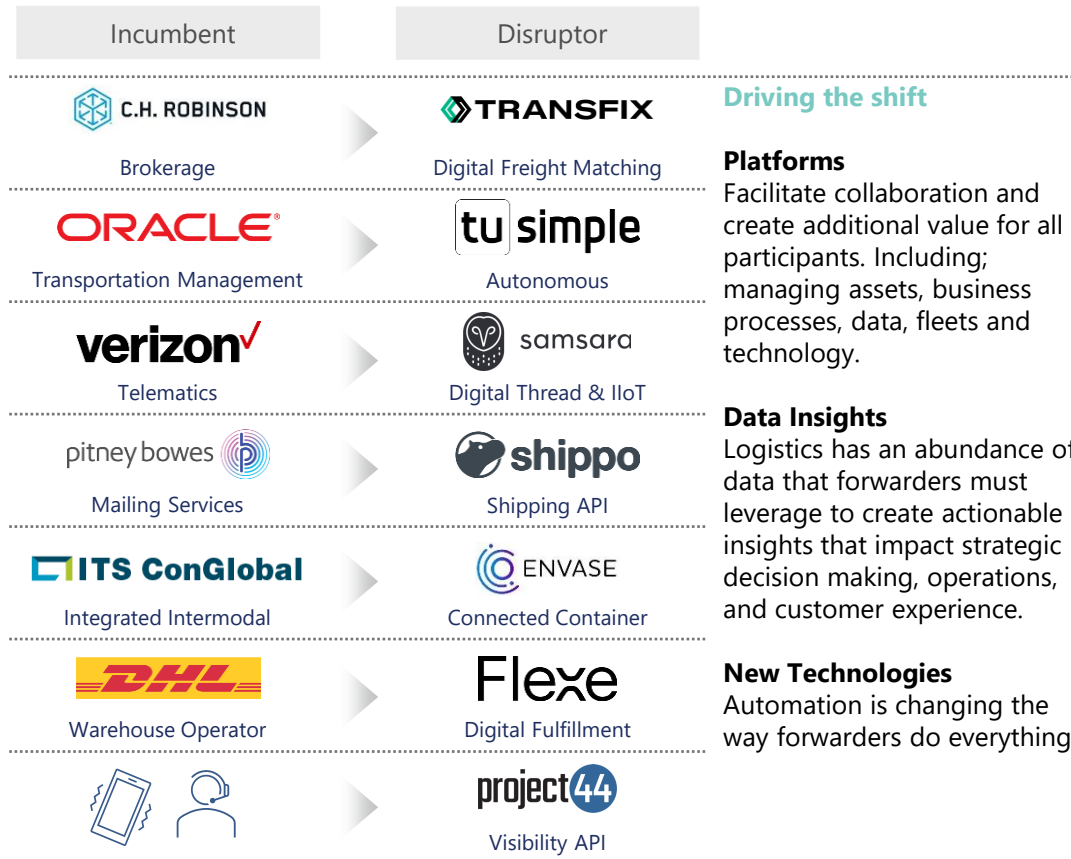 Incumbent
Disruptor
C.H. ROBINSON
TRANSFIX
Brokerage
Digital Freight Matching
ORACLE®
tu simple
Transportation Management
Autonomous
verizon✓
samsara
Telematics
Digital Thread & IIoT
pitney bowes
shippo
Mailing Services
Shipping API
ITS ConGlobal
ENVASE
Integrated Intermodal
Connected Container
DHL
Flexe
Warehouse Operator
Digital Fulfillment
project44
Visibility API
Driving the shift
Platforms
Facilitate collaboration and
create additional value for all
participants. Including;
managing assets, business
processes, data, fleets and
technology.
Data Insights
Logistics has an abundance of
data that forwarders must
leverage to create actionable
insights that impact strategic
decision making, operations,
and customer experience.
New Technologies
Automation is changing the
way forwarders do everything